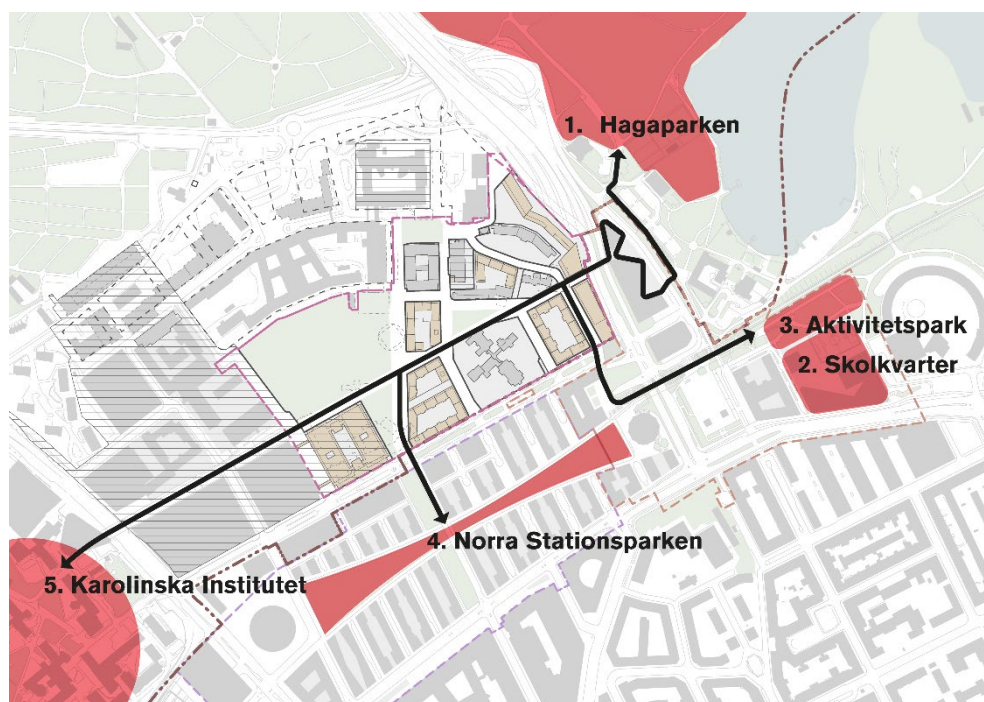 1. Hagaparken
3. Aktivitetspark
2. Skolkvarter
4. Norra Stationsparken
5. Karolinska Institutet